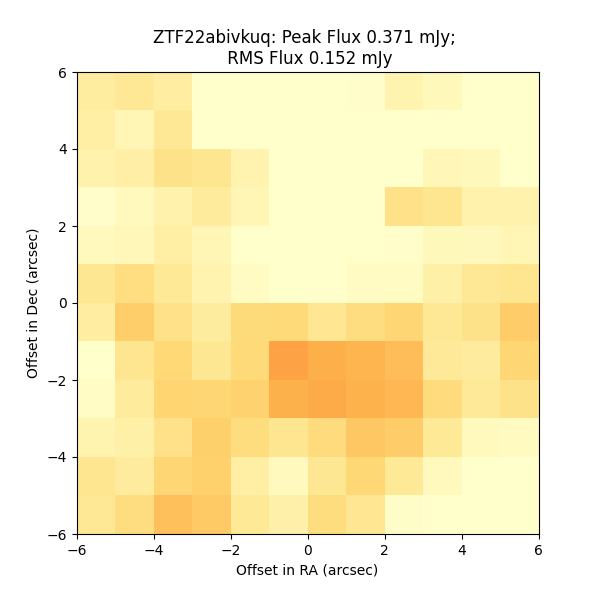 ZTF22abivkuq: Peak Flux 0.371 mJy;
RMS Flux 0.152 mJy
6
4
2
0
−2
−4
−6
Offset in Dec (arcsec)
−6 −4 −2 0 2 4 6
Offset in RA (arcsec)